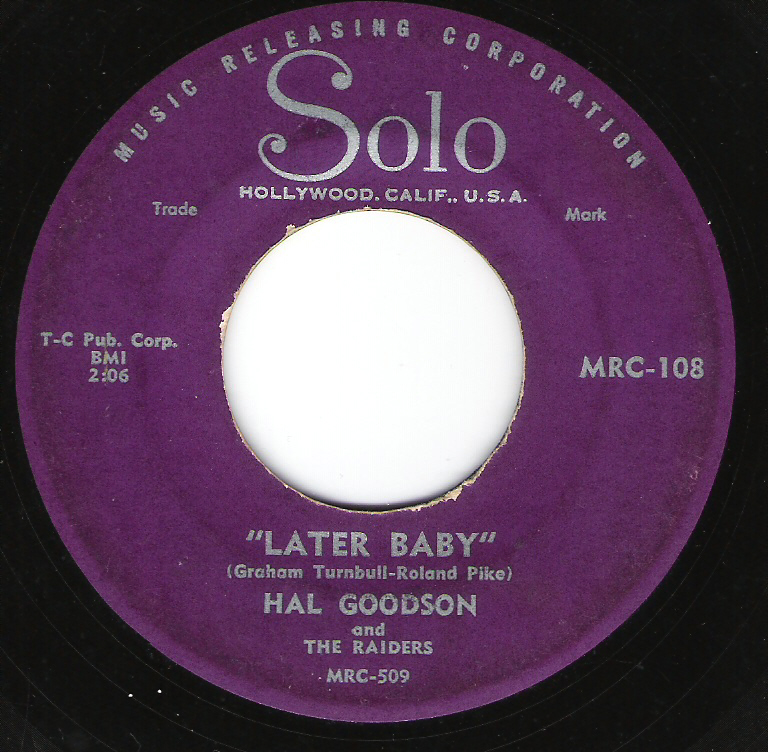 MUSIC RELEASING CORPORATION
Solo
HOLLYWOOD, CALIF., U.S.A.
Trade Mark
T-C Pub. Corp.
BMI
2:06
MRC-108
"LATER BABY"
(Graham Turnbull-Roland Pike)
HAL GOODSON
and
THE RAIDERS
MRC-509